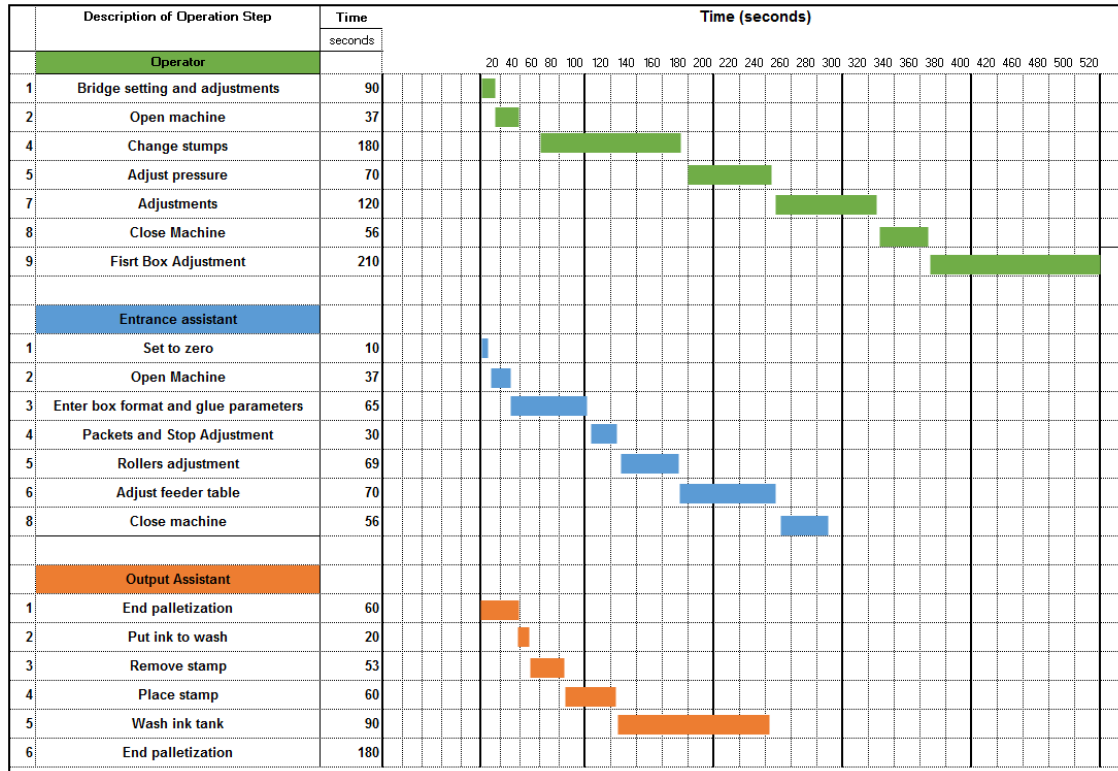 Description of Operation Step Time Time (seconds)
seconds
Operator 20 40 60 80 100 120 140 160 180 200 220 240 260 280 300 320 340 360 380 400 420 460 480 500 520
1 Bridge setting and adjustments 90
2 Open machine 37
4 Change stumps 180
5 Adjust pressure 70
7 Adjustments 120
8 Close Machine 56
9 Fisrt Box Adjustment 210
Entrance assistant
1 Set to zero 10
2 Open Machine 37
3 Enter box format and glue parameters 65
4 Packets and Stop Adjustment 30
5 Rollers adjustment 69
6 Adjust feeder table 70
8 Close machine 56
Output Assistant
1 End palletization 60
2 Put ink to wash 20
3 Remove stamp 53
4 Place stamp 60
5 Wash ink tank 90
6 End palletization 180